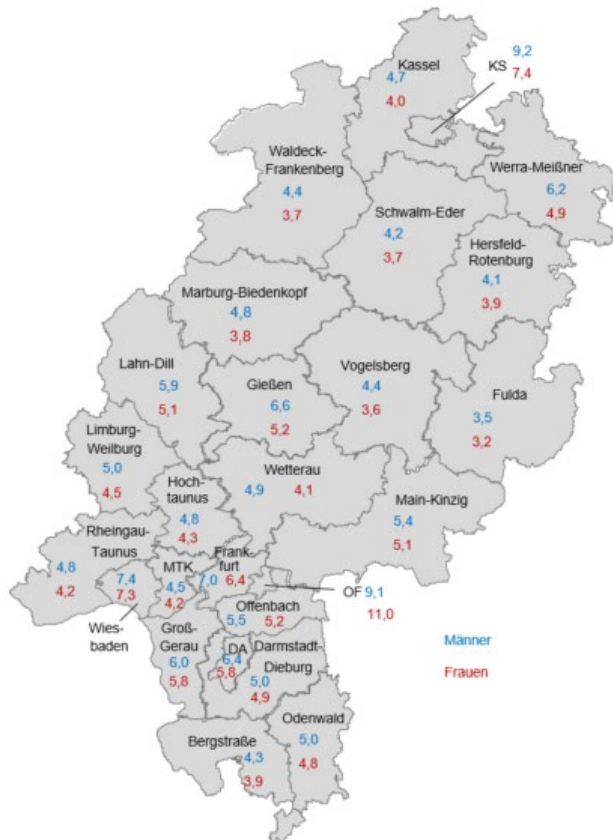 Kassel
4,7
4,0
KS
9,2
7,4
Waldeck-
Frankenberg
4,4
3,7
Werra-Meißner
6,2
4,9
Schwalm-Eder
4,2
3,7
Hersfeld-
Rotenburg
4,1
3,9
Marburg-Biedenkopf
4,8
3,8
Lahn-Dill
5,9
5,1
Gießen
6,6
5,2
Vogelsberg
4,4
3,6
Fulda
3,5
3,2
Limburg-
Weilburg
5,0
4,5
Hoch-
taunus
4,8
4,3
Wetterau
4,9 4,1
Main-Kinzig
5,4
5,1
Rheingau-
Taunus
4,8
4,2
7,4
7,3
Wies-
baden
MTK
4,5
4,2
Frank-
furt
7,0 6,4
OF 9,1
11,0
Offenbach
5,5 5,2
Groß-
Gerau
6,0
5,8
DA
6,4
5,8
Darmstadt-
Dieburg
5,0
4,9
Odenwald
5,0
4,8
Bergstraße
4,3
3,9
Männer
Frauen